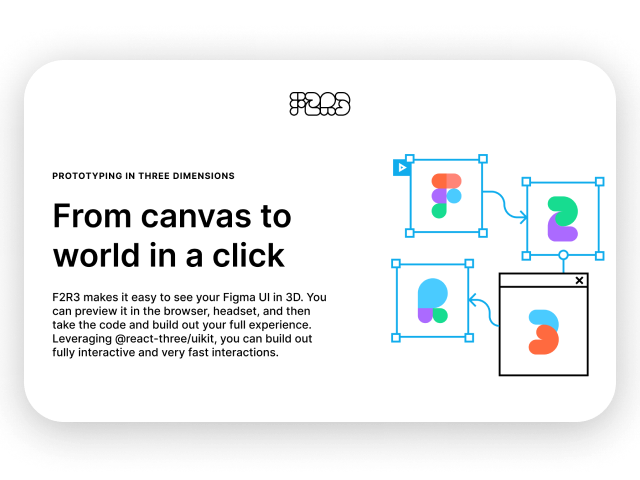 F2R3
PROTOTYPING IN THREE DIMENSIONS
From canvas to
world in a click
F2R3 makes it easy to see your Figma UI in 3D. You
can preview it in the browser, headset, and then
take the code and build out your full experience.
Leveraging @react-three/uikit, you can build out
fully interactive and very fast interactions.
F
2
R
3